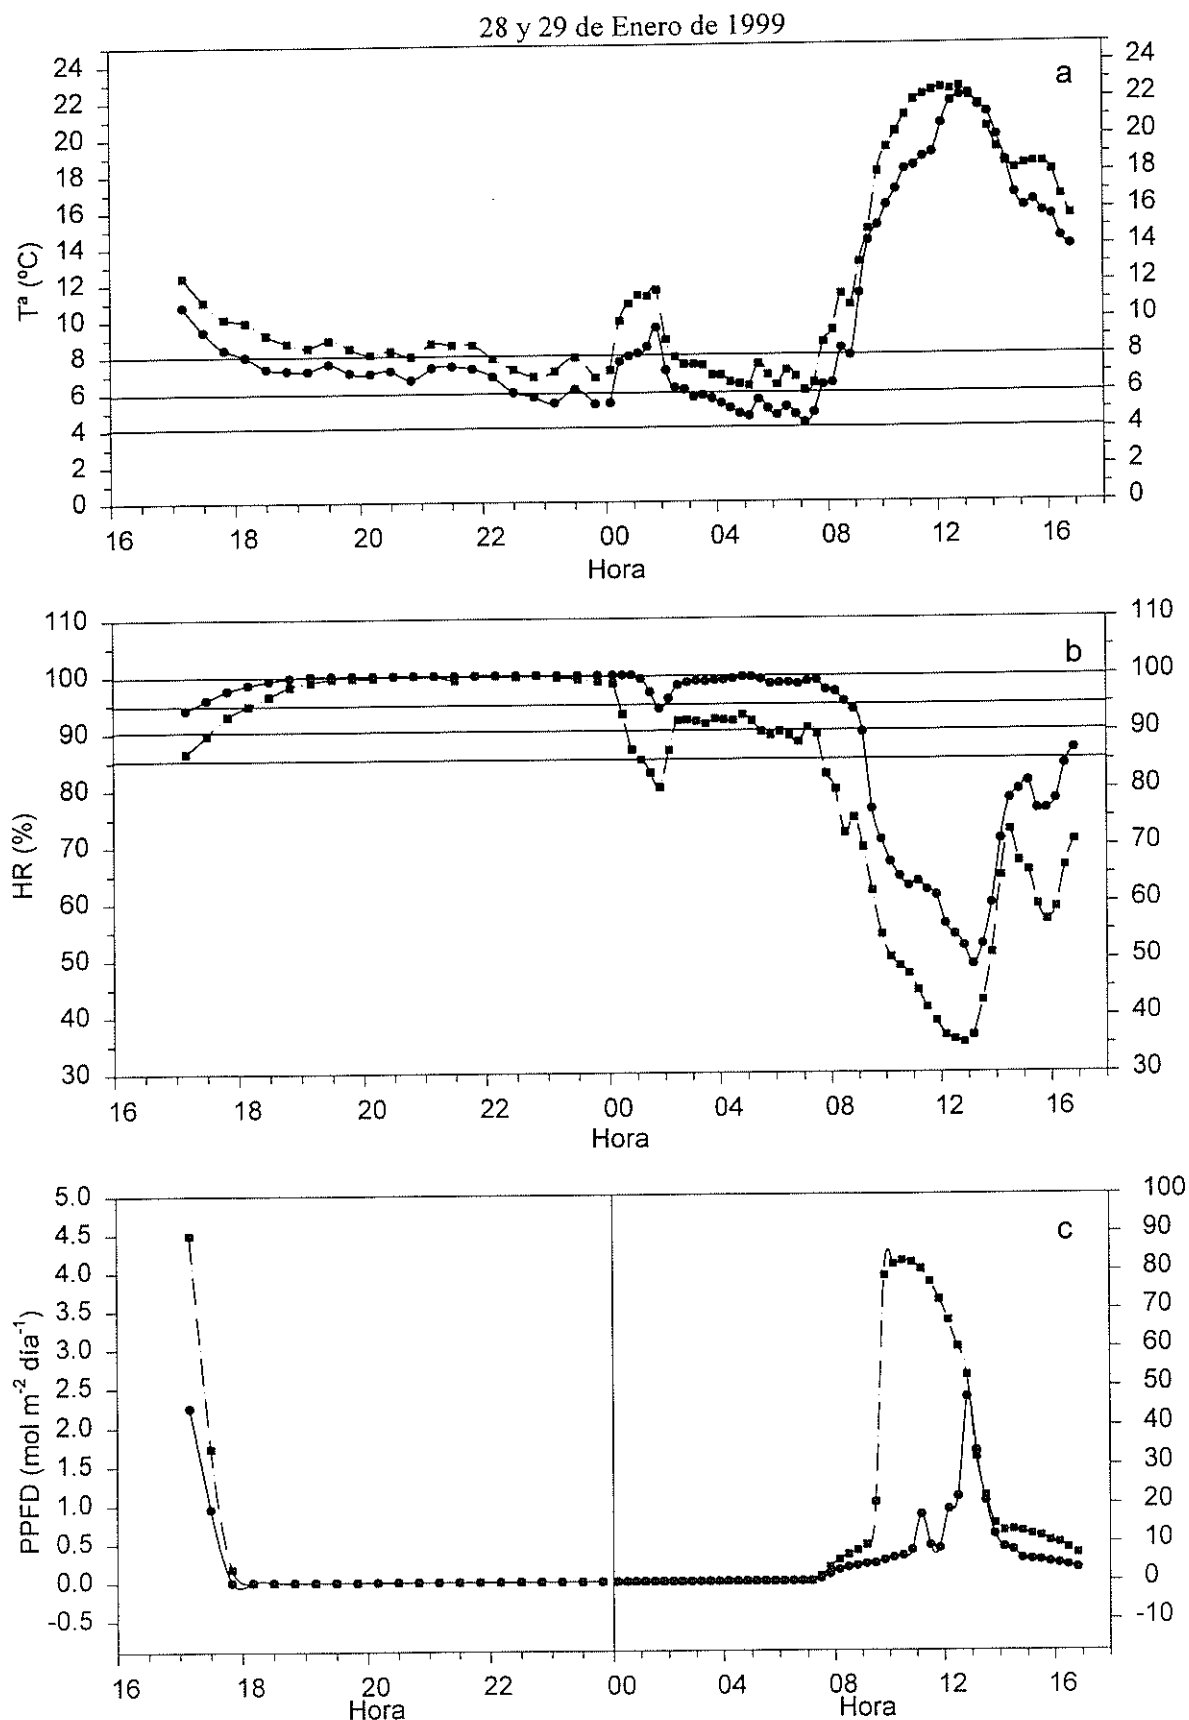 28 y 29 de Enero de 1999
a
24 22 20 18 16 14 12 10 8 6 4 2 0
Tª (ºC)
24 22 20 18 16 14 12 10 8 6 4 2 0
16 18 20 22 00 04 08 12 16
Hora
b
110 100 90 80 70 60 50 40 30
HR (%)
110 100 90 80 70 60 50 40 30
16 18 20 22 00 04 08 12 16
Hora
c
5.0 4.5 4.0 3.5 3.0 2.5 2.0 1.5 1.0 0.5 0.0 -0.5
PPFD (mol m⁻² día⁻¹)
100 90 80 70 60 50 40 30 20 10 0 -10
16 18 20 22 00 04 08 12 16
Hora Hora